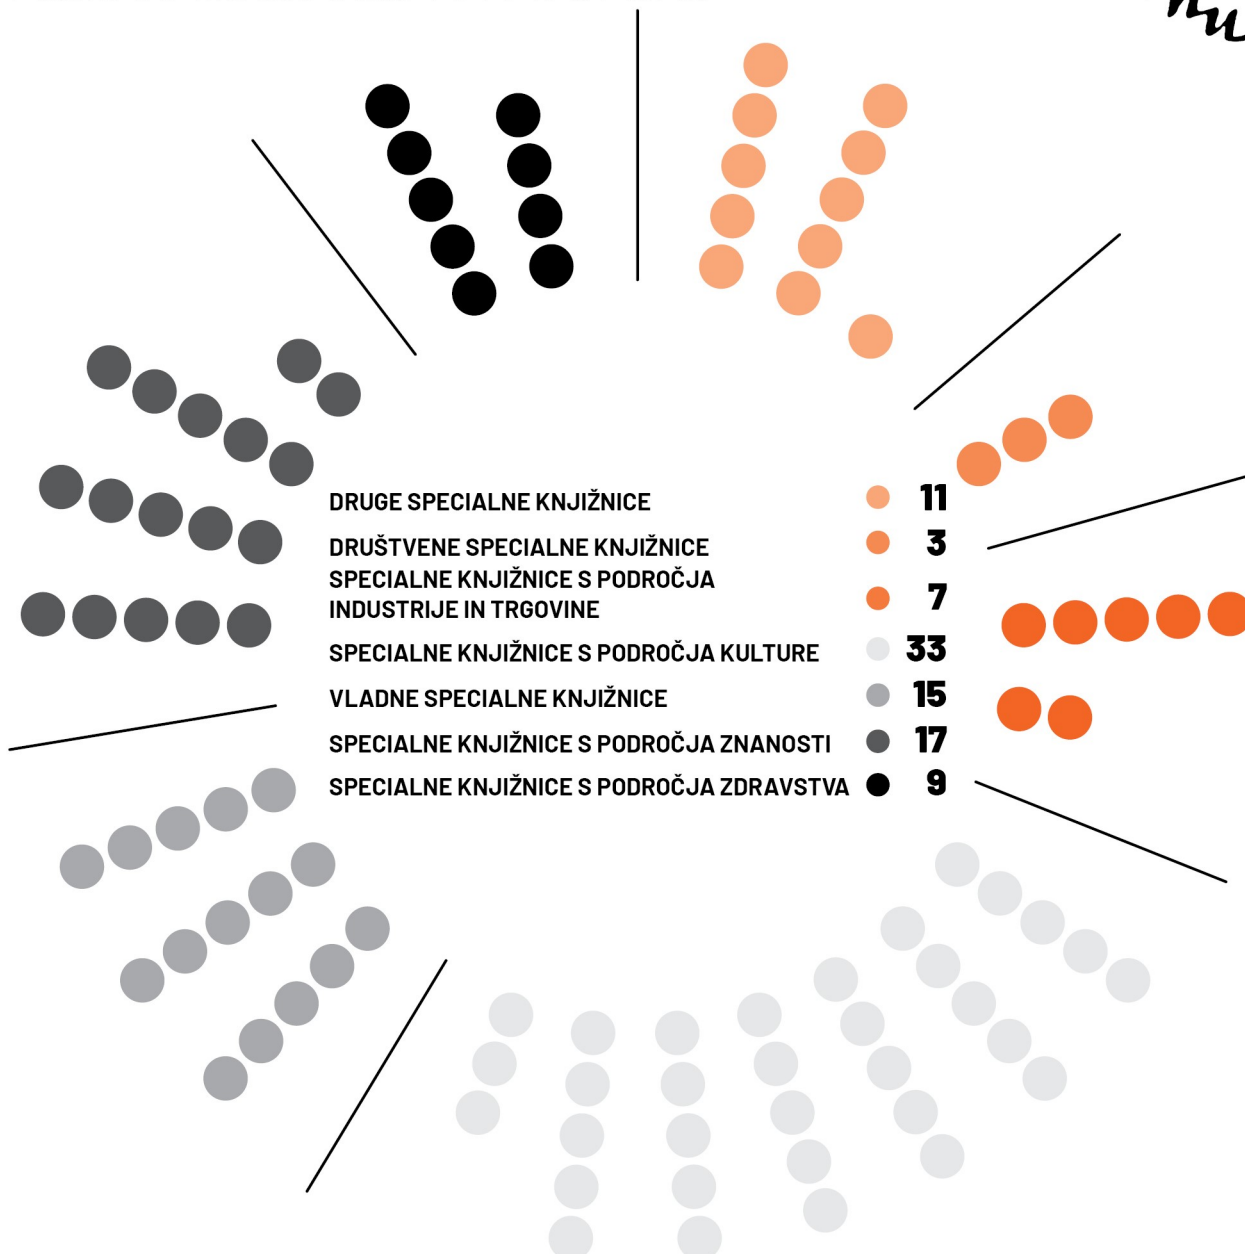 DRUGE SPECIALNE KNJIŽNICE 11
DRUŠTVENE SPECIALNE KNJIŽNICE 3
SPECIALNE KNJIŽNICE S PODROČJA
INDUSTRIJE IN TRGOVINE 7
SPECIALNE KNJIŽNICE S PODROČJA KULTURE 33
VLADNE SPECIALNE KNJIŽNICE 15
SPECIALNE KNJIŽNICE S PODROČJA ZNANOSTI 17
SPECIALNE KNJIŽNICE S PODROČJA ZDRAVSTVA 9